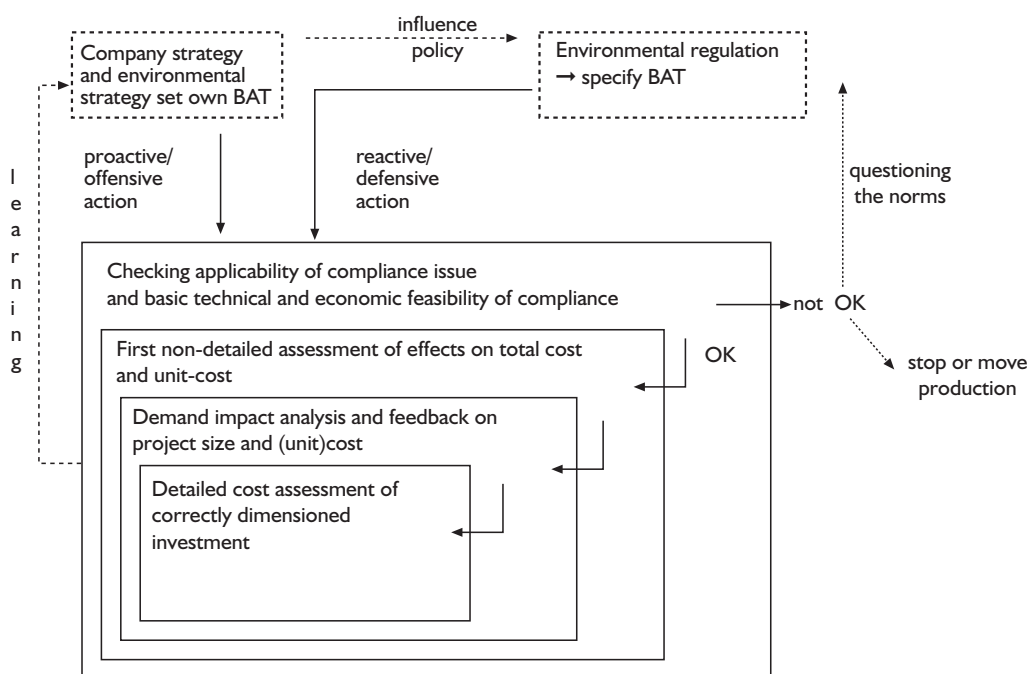 influence
policy
Company strategy
and environmental
strategy set own BAT
Environmental regulation
→ specify BAT
proactive/
offensive
action
reactive/
defensive
action
questioning
the norms
learning
Checking applicability of compliance issue
and basic technical and economic feasibility of compliance
not OK
First non-detailed assessment of effects on total cost
and unit-cost
OK
stop or move
production
Demand impact analysis and feedback on
project size and (unit)cost
Detailed cost assessment of
correctly dimensioned
investment